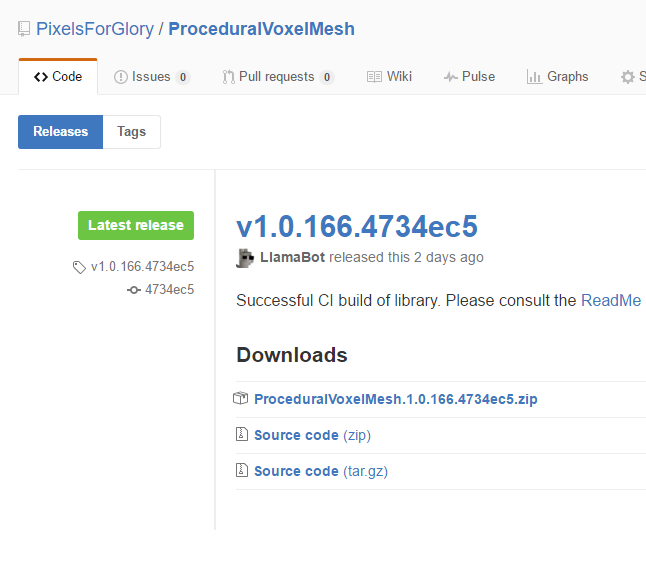 PixelsForGlory / ProceduralVoxelMesh
Code Issues 0 Pull requests 0 Wiki Pulse Graphs S
Releases Tags
Latest release
v1.0.166.4734ec5
4734ec5
v1.0.166.4734ec5
LlamaBot released this 2 days ago
Successful CI build of library. Please consult the ReadMe
Downloads
ProceduralVoxelMesh.1.0.166.4734ec5.zip
Source code (zip)
Source code (tar.gz)